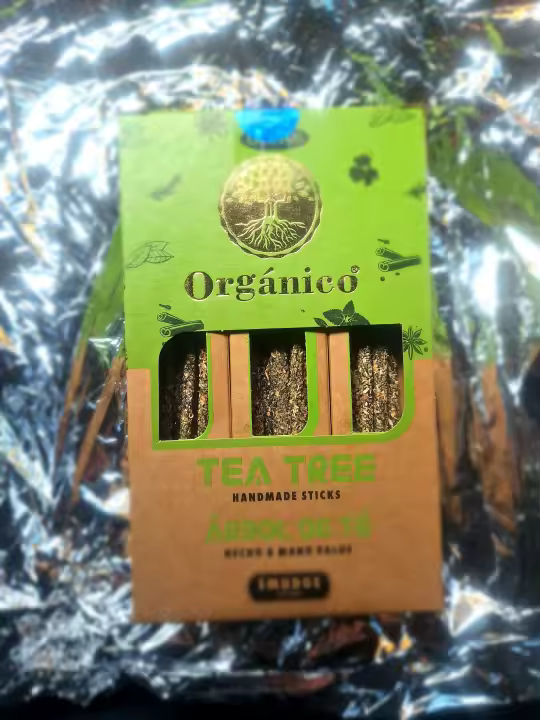 Orgánico
TEA TREE
HANDMADE STICKS
ÁRBOL DE TÉ
HECHO A MANO PALOS
SMUDGE